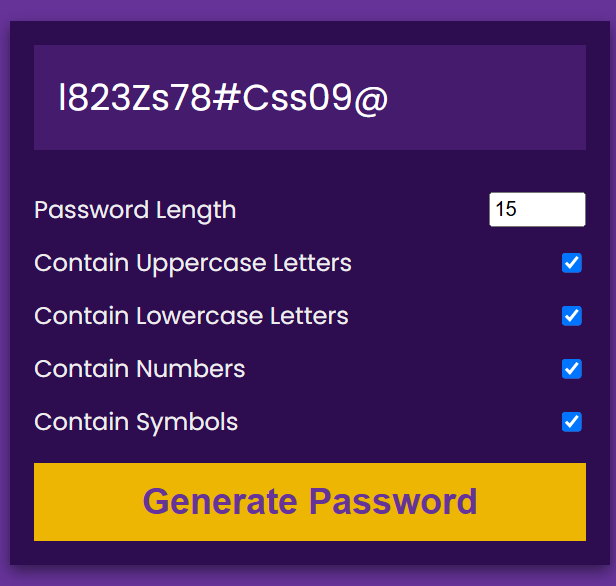 l823Zs78#Css09@
Password Length 15
Contain Uppercase Letters
Contain Lowercase Letters
Contain Numbers
Contain Symbols
Generate Password